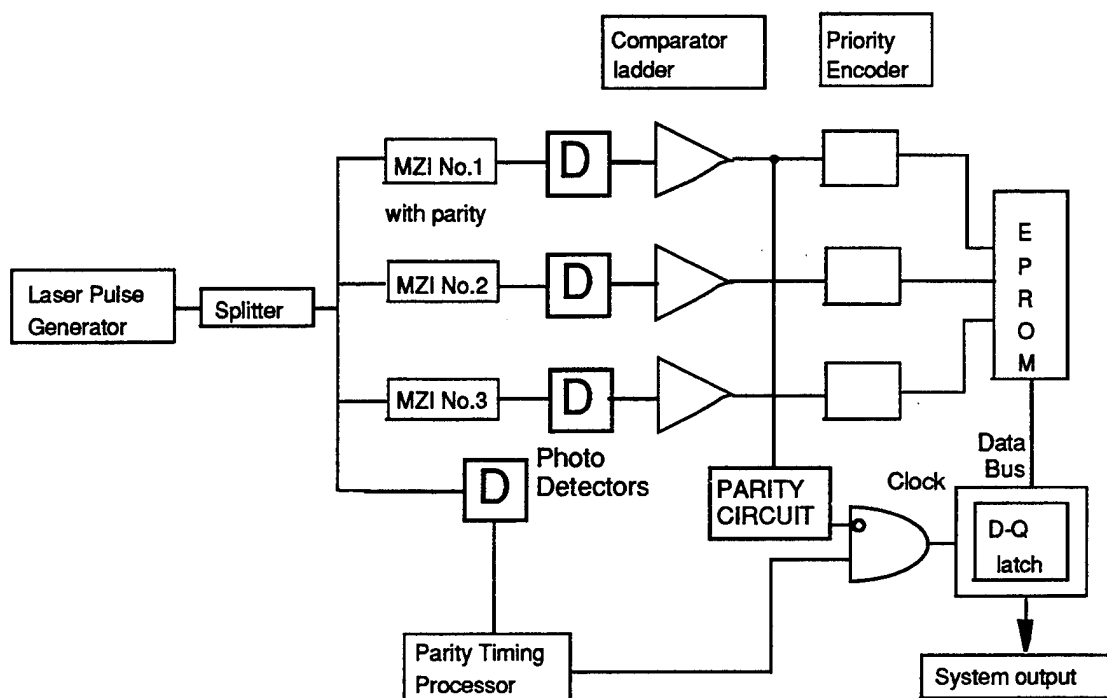 Comparator
ladder
Priority
Encoder
MZI No.1
D
with parity
MZI No.2
D
Laser Pulse
Generator
Splitter
MZI No.3
D
E
P
R
O
M
D
Photo
Detectors
PARITY
CIRCUIT
Clock
Data
Bus
D-Q
latch
Parity Timing
Processor
System output